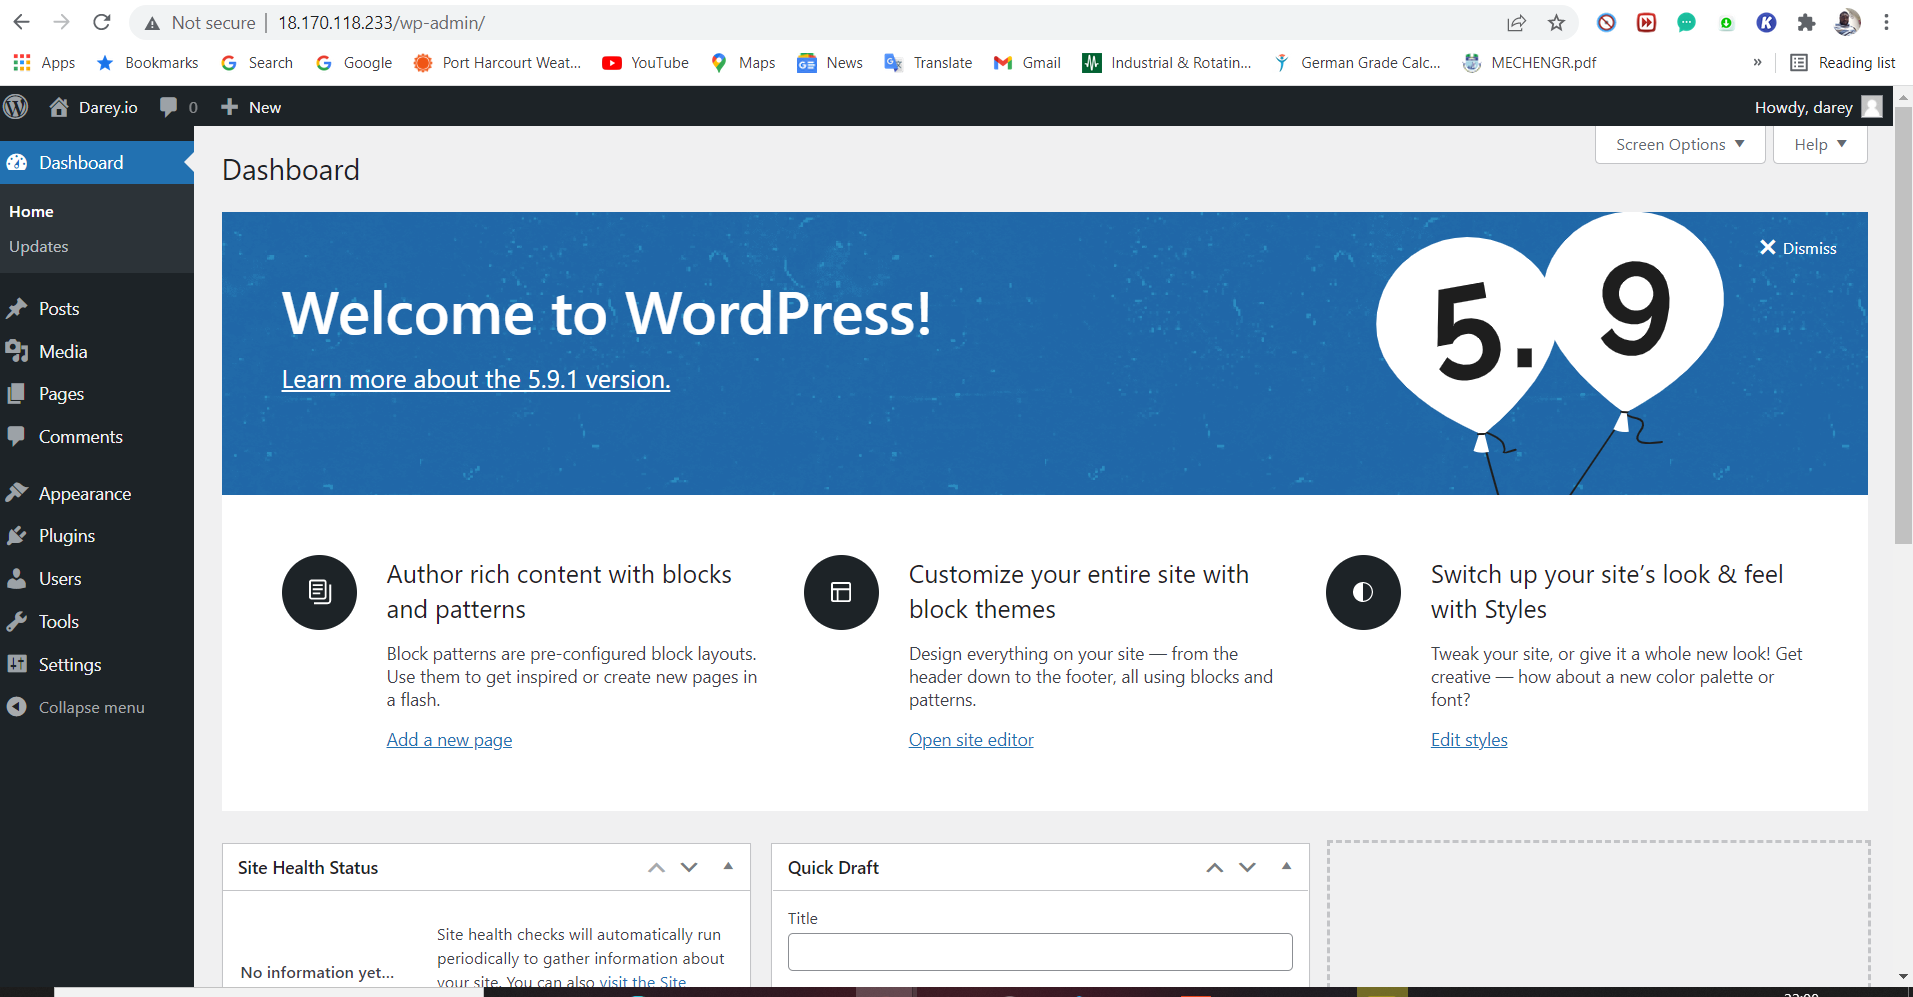 Not secure | 18.170.118.233/wp-admin/
Apps Bookmarks Search Google Port Harcourt Weat... YouTube Maps News Translate Gmail Industrial & Rotatin... German Grade Calc... MECHENGR.pdf » Reading list
Darey.io 0 New Howdy, darey
Screen Options Help
Dashboard
Home
Updates
Posts
Media
Pages
Comments
Appearance
Plugins
Users
Tools
Settings
Collapse menu
Dashboard
Dismiss
Welcome to WordPress!
Learn more about the 5.9.1 version.
5.9
Author rich content with blocks
and patterns
Block patterns are pre-configured block layouts.
Use them to get inspired or create new pages in
a flash.
Add a new page
Customize your entire site with
block themes
Design everything on your site — from the
header down to the footer, all using blocks and
patterns.
Open site editor
Switch up your site’s look & feel
with Styles
Tweak your site, or give it a whole new look! Get
creative — how about a new color palette or
font?
Edit styles
Site Health Status
No information yet...
Site health checks will automatically run
periodically to gather information about
your site. You can also visit the Site
Quick Draft
Title